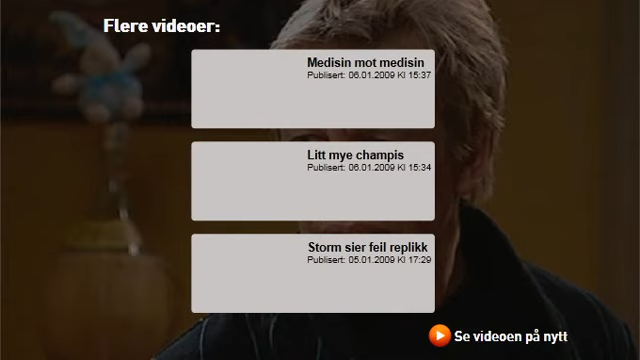 Flere videoer:
Medisin mot medisin
Publisert: 06.01.2009 Kl 15:37
Litt mye champis
Publisert: 06.01.2009 Kl 15:34
Storm sier feil replikk
Publisert: 05.01.2009 Kl 17:29
Se videoen på nytt